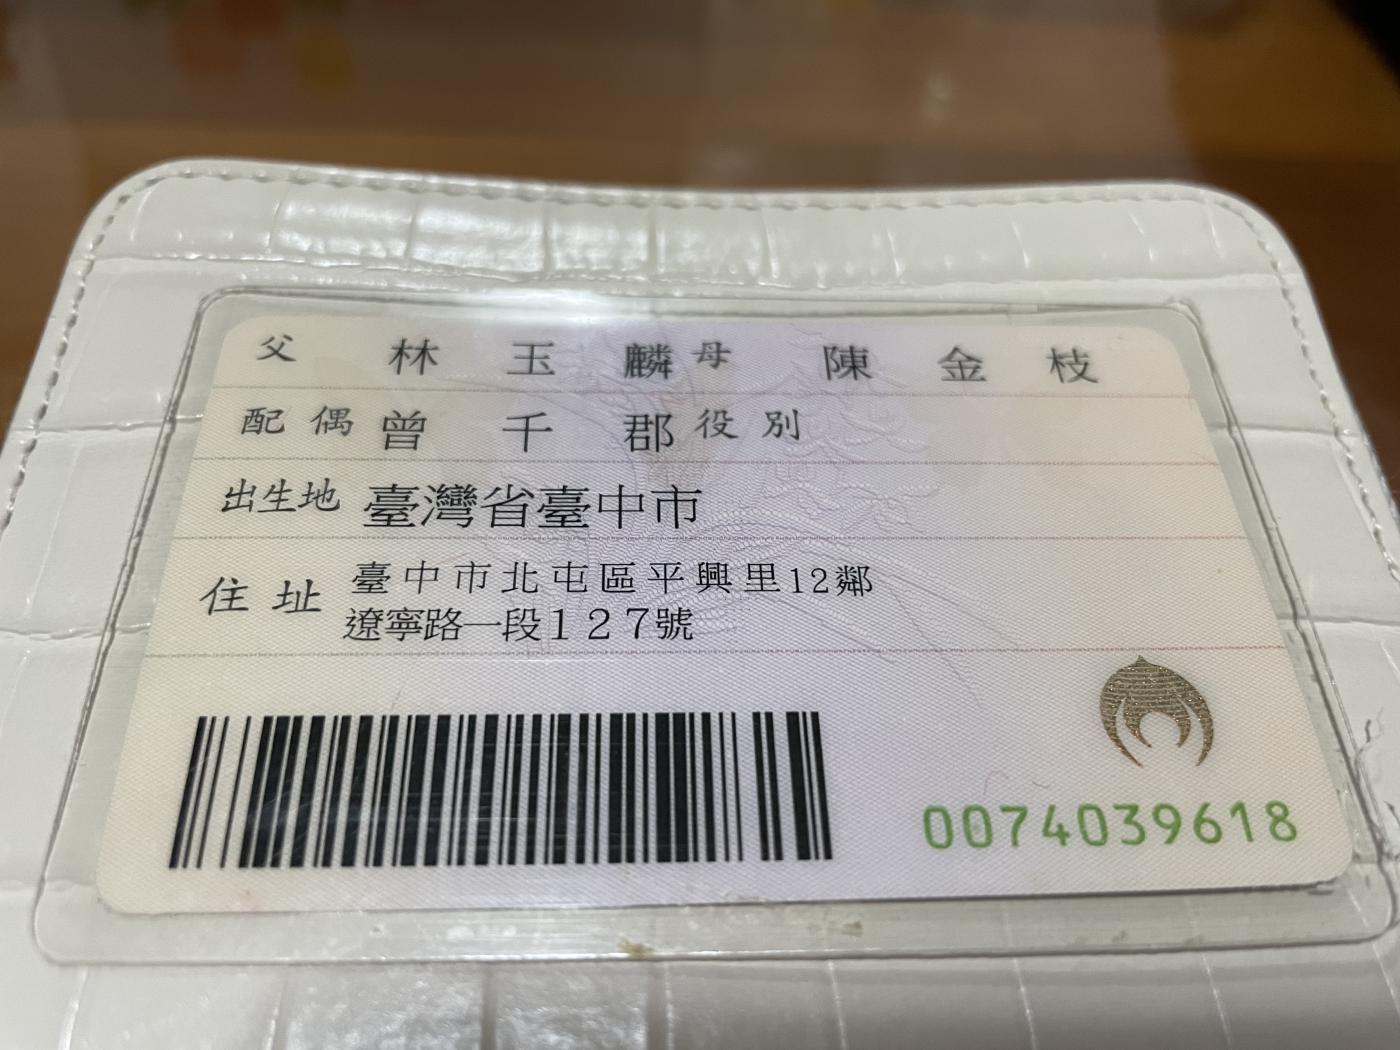 父 林玉麟 母 陳金枝
配偶 曾千郡 役別
出生地 臺灣省臺中市
住址 臺中市北屯區平興里12鄰
遼寧路一段127號
0074039618